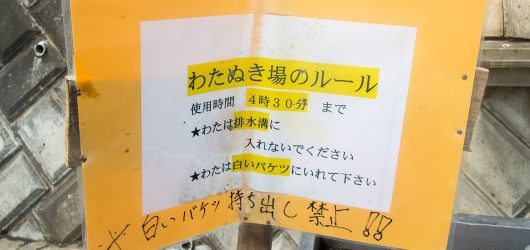 わたぬき場のルール
使用時間 4時30分 まで
★わたは排水溝に
入れないでください
★わたは白いバケツにいれて下さい
※白いバケツ持ち出し禁止!!